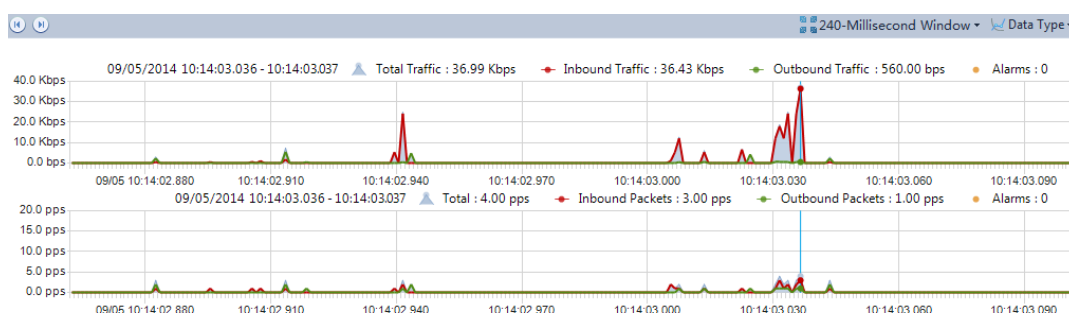 240-Millisecond Window Data Type
09/05/2014 10:14:03.036 - 10:14:03.037 Total Traffic : 36.99 Kbps Inbound Traffic : 36.43 Kbps Outbound Traffic : 560.00 bps Alarms : 0
40.0 Kbps
30.0 Kbps
20.0 Kbps
10.0 Kbps
0.0 bps
09/05 10:14:02.880 10:14:02.910 10:14:02.940 10:14:02.970 10:14:03.000 10:14:03.030 10:14:03.060 10:14:03.090
09/05/2014 10:14:03.036 - 10:14:03.037 Total : 4.00 pps Inbound Packets : 3.00 pps Outbound Packets : 1.00 pps Alarms : 0
20.0 pps
15.0 pps
10.0 pps
5.0 pps
0.0 pps
09/05 10:14:02.880 10:14:02.910 10:14:02.940 10:14:02.970 10:14:03.000 10:14:03.030 10:14:03.060 10:14:03.090